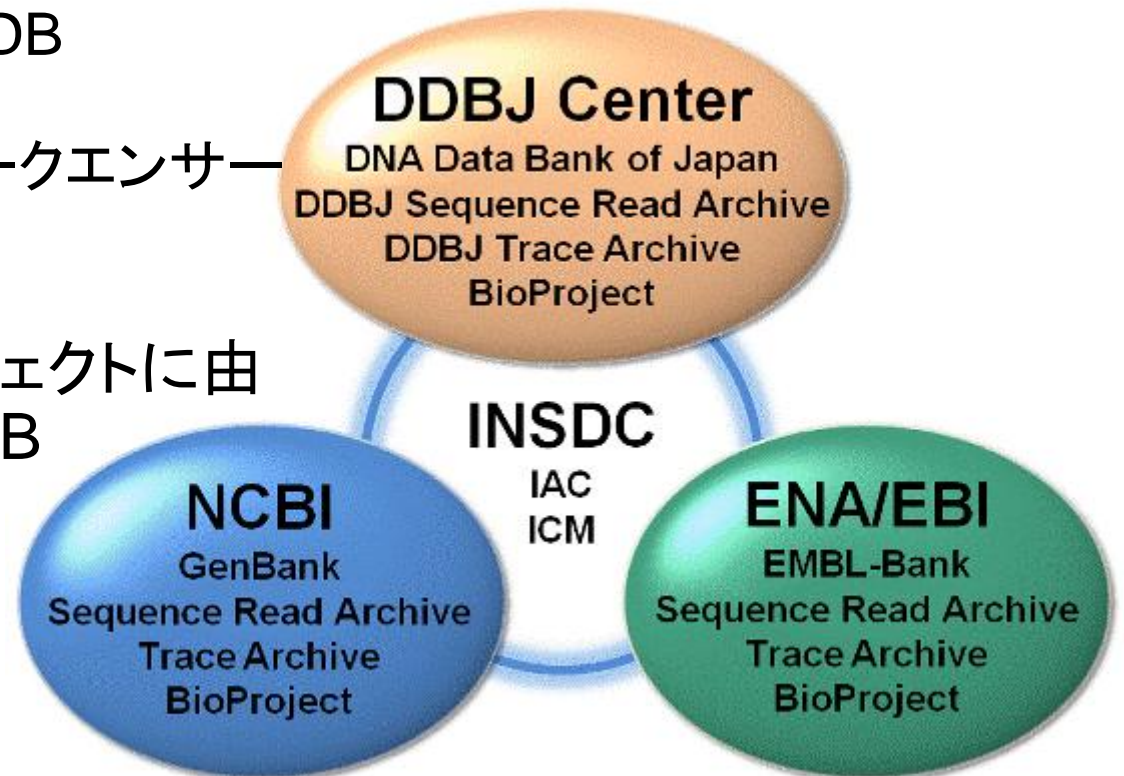 DB
ークエンサー
ェクトに由
B
DDBJ Center
DNA Data Bank of Japan
DDBJ Sequence Read Archive
DDBJ Trace Archive
BioProject
INSDC
IAC
ICM
NCBI
GenBank
Sequence Read Archive
Trace Archive
BioProject
ENA/EBI
EMBL-Bank
Sequence Read Archive
Trace Archive
BioProject